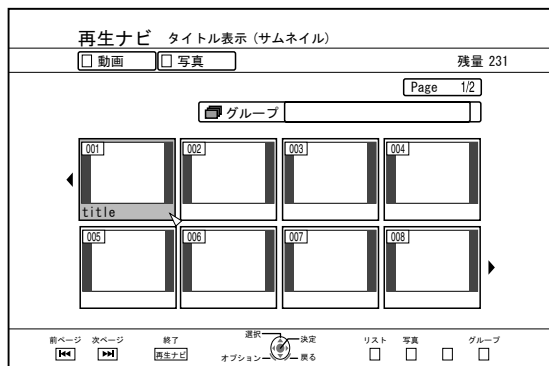 再生ナビ タイトル表示（サムネイル）
動画 写真 残量 231
Page 1/2
グループ
001 002 003 004
title
005 006 007 008
前ページ 次ページ 終了 選択 決定 リスト 写真 グループ
再生ナビ オプション 戻る